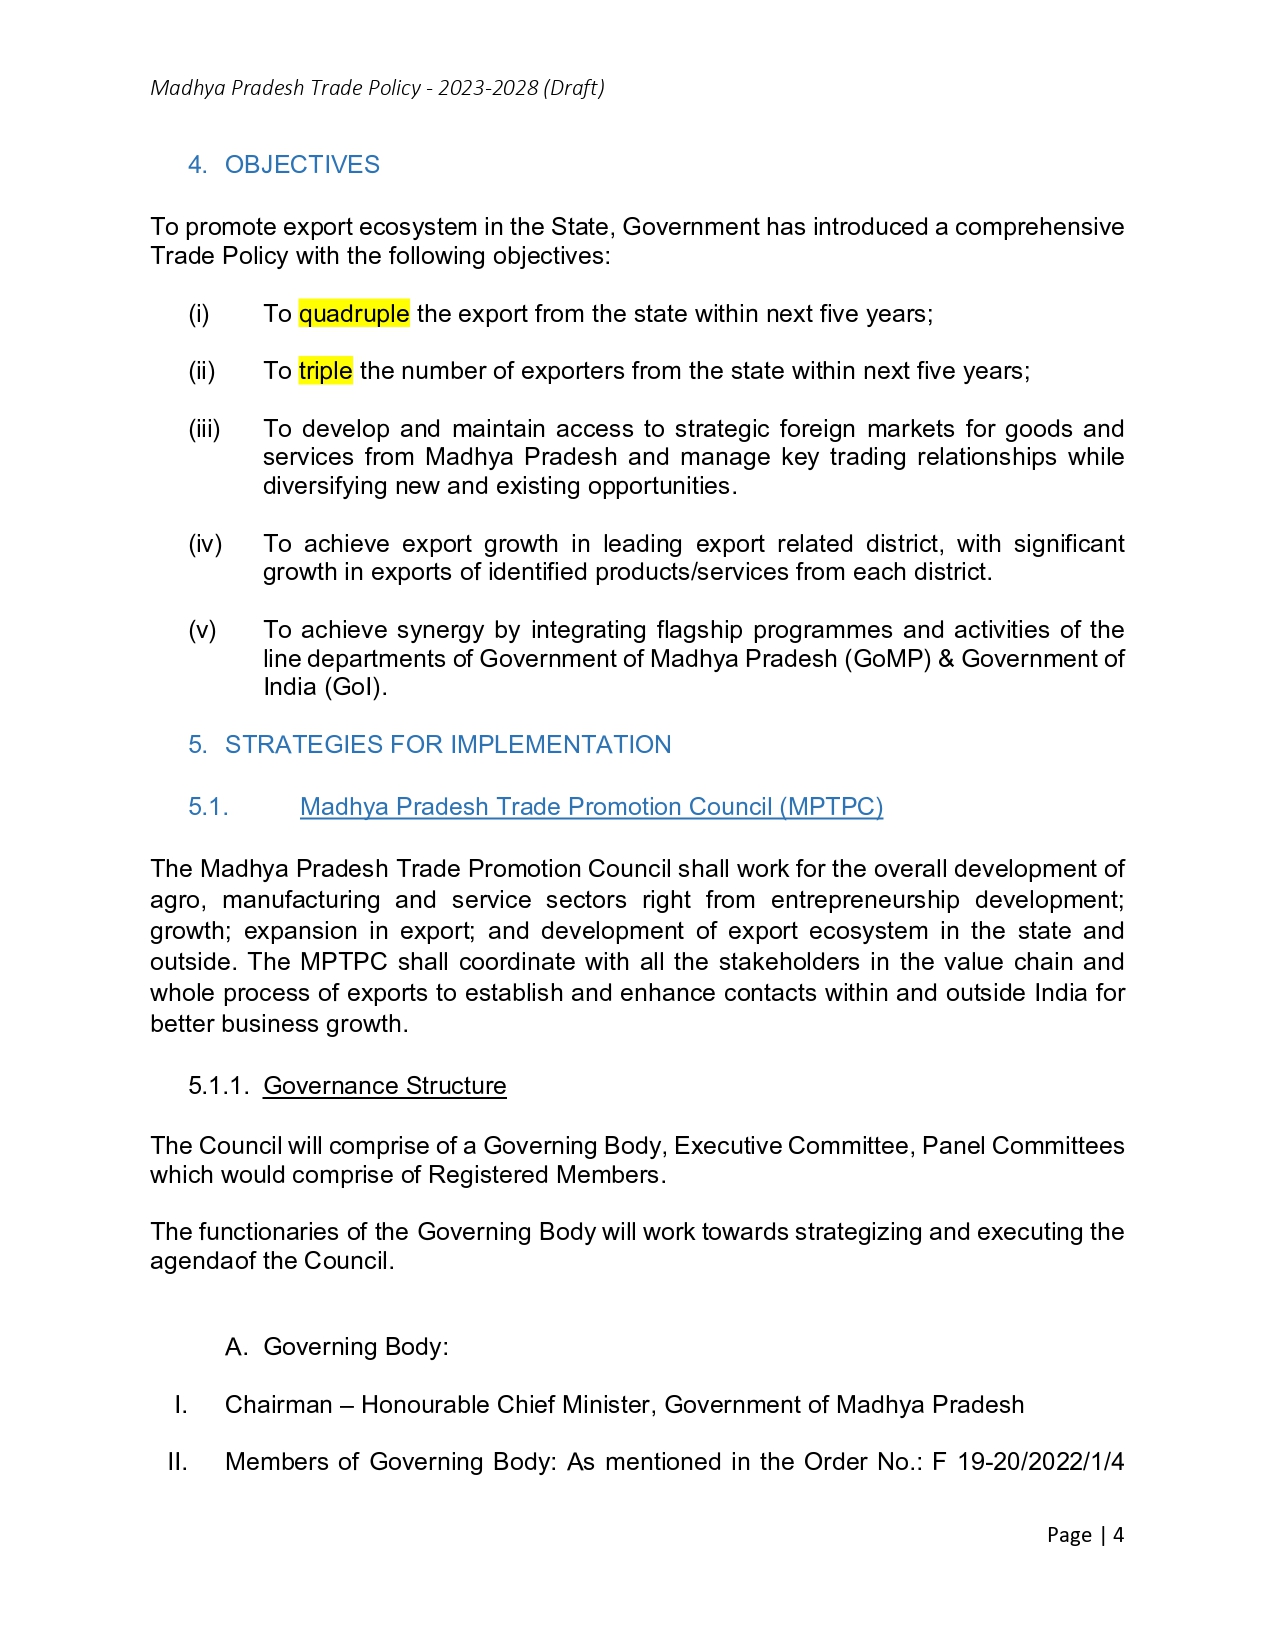 Madhya Pradesh Trade Policy - 2023-2028 (Draft)
4. OBJECTIVES
To promote export ecosystem in the State, Government has introduced a comprehensive
Trade Policy with the following objectives:
(i) To quadruple the export from the state within next five years;
(ii) To triple the number of exporters from the state within next five years;
(iii) To develop and maintain access to strategic foreign markets for goods and
services from Madhya Pradesh and manage key trading relationships while
diversifying new and existing opportunities.
(iv) To achieve export growth in leading export related district, with significant
growth in exports of identified products/services from each district.
(v) To achieve synergy by integrating flagship programmes and activities of the
line departments of Government of Madhya Pradesh (GoMP) & Government of
India (GoI).
5. STRATEGIES FOR IMPLEMENTATION
5.1. Madhya Pradesh Trade Promotion Council (MPTPC)
The Madhya Pradesh Trade Promotion Council shall work for the overall development of
agro, manufacturing and service sectors right from entrepreneurship development;
growth; expansion in export; and development of export ecosystem in the state and
outside. The MPTPC shall coordinate with all the stakeholders in the value chain and
whole process of exports to establish and enhance contacts within and outside India for
better business growth.
5.1.1. Governance Structure
The Council will comprise of a Governing Body, Executive Committee, Panel Committees
which would comprise of Registered Members.
The functionaries of the Governing Body will work towards strategizing and executing the
agendaof the Council.
A. Governing Body:
I. Chairman – Honourable Chief Minister, Government of Madhya Pradesh
II. Members of Governing Body: As mentioned in the Order No.: F 19-20/2022/1/4
Page | 4